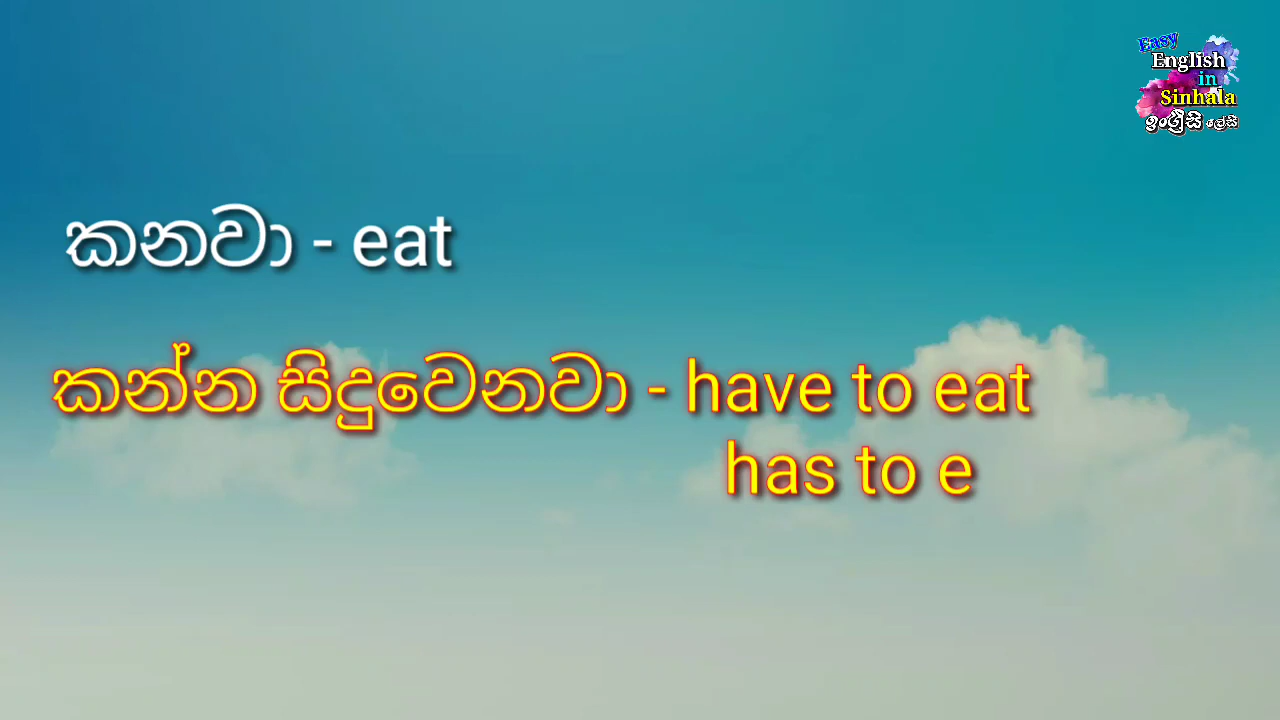 Easy
English
in
Sinhala
ඉංග්‍රීසි ලේසි
කනවා - eat
කන්න සිදුවෙනවා - have to eat
has to e